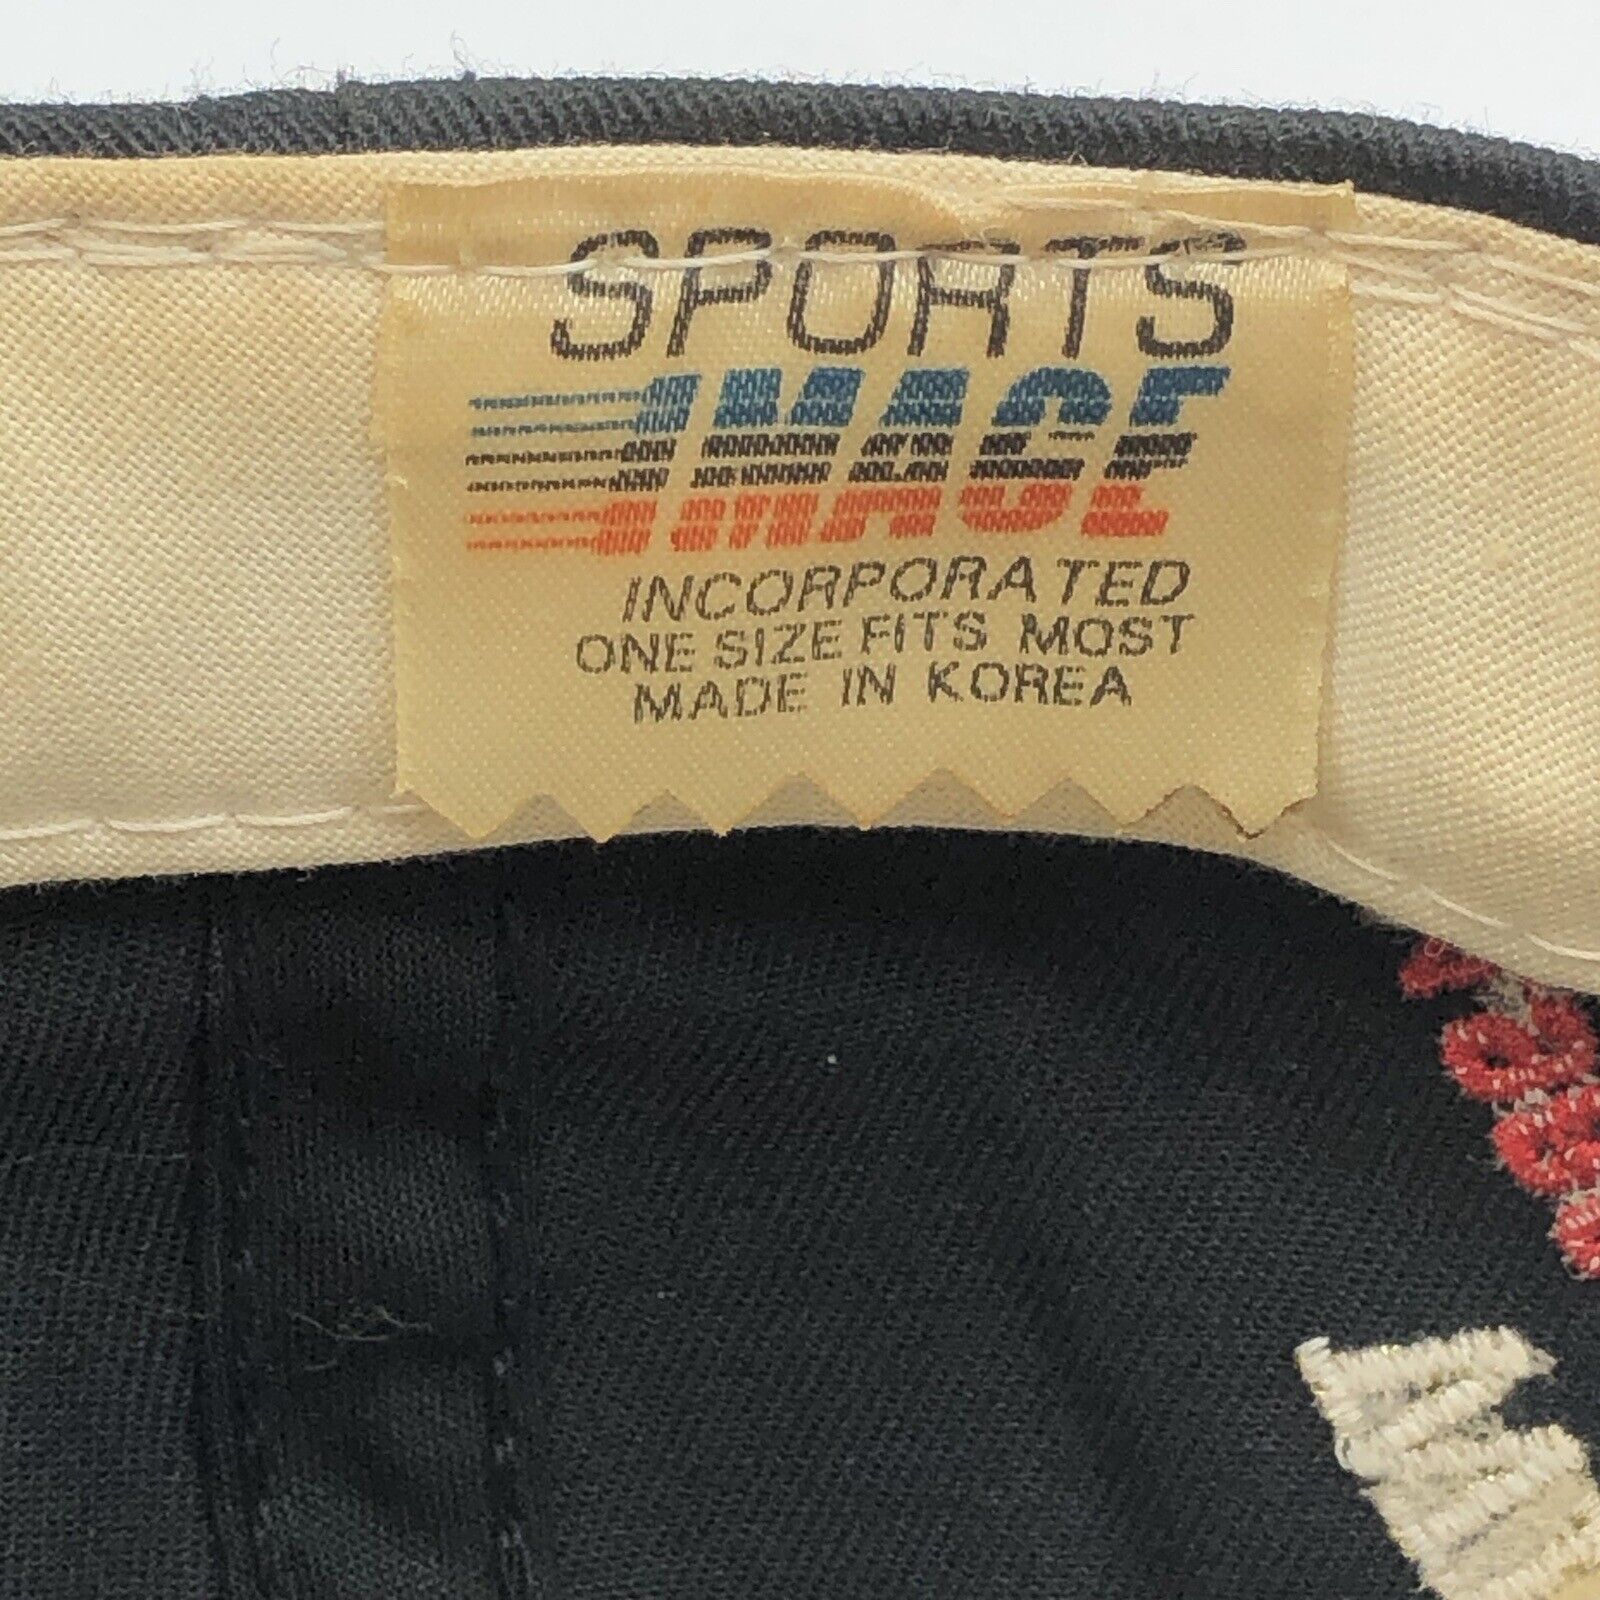 SPORTS
IMAGE
INCORPORATED
ONE SIZE FITS MOST
MADE IN KOREA